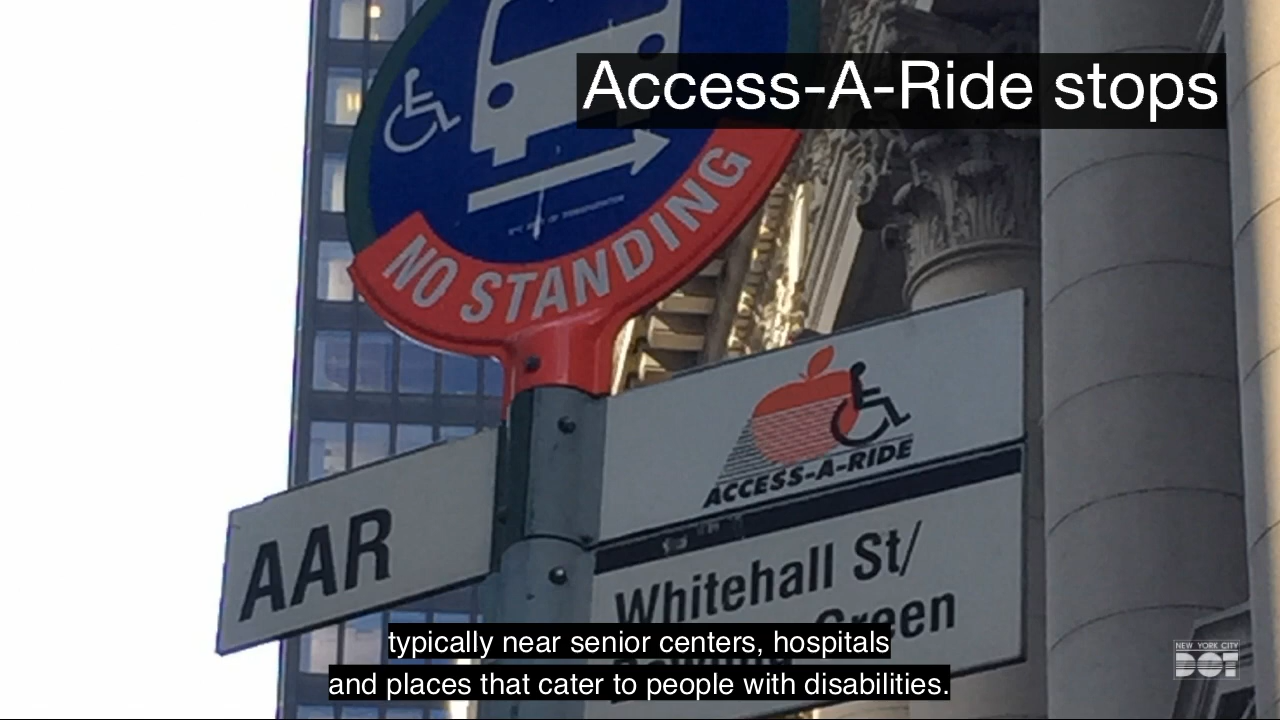 Access-A-Ride stops
NO STANDING
ACCESS-A-RIDE
AAR
Whitehall St/
Green
typically near senior centers, hospitals
and places that cater to people with disabilities.
NEW YORK CITY
DOT